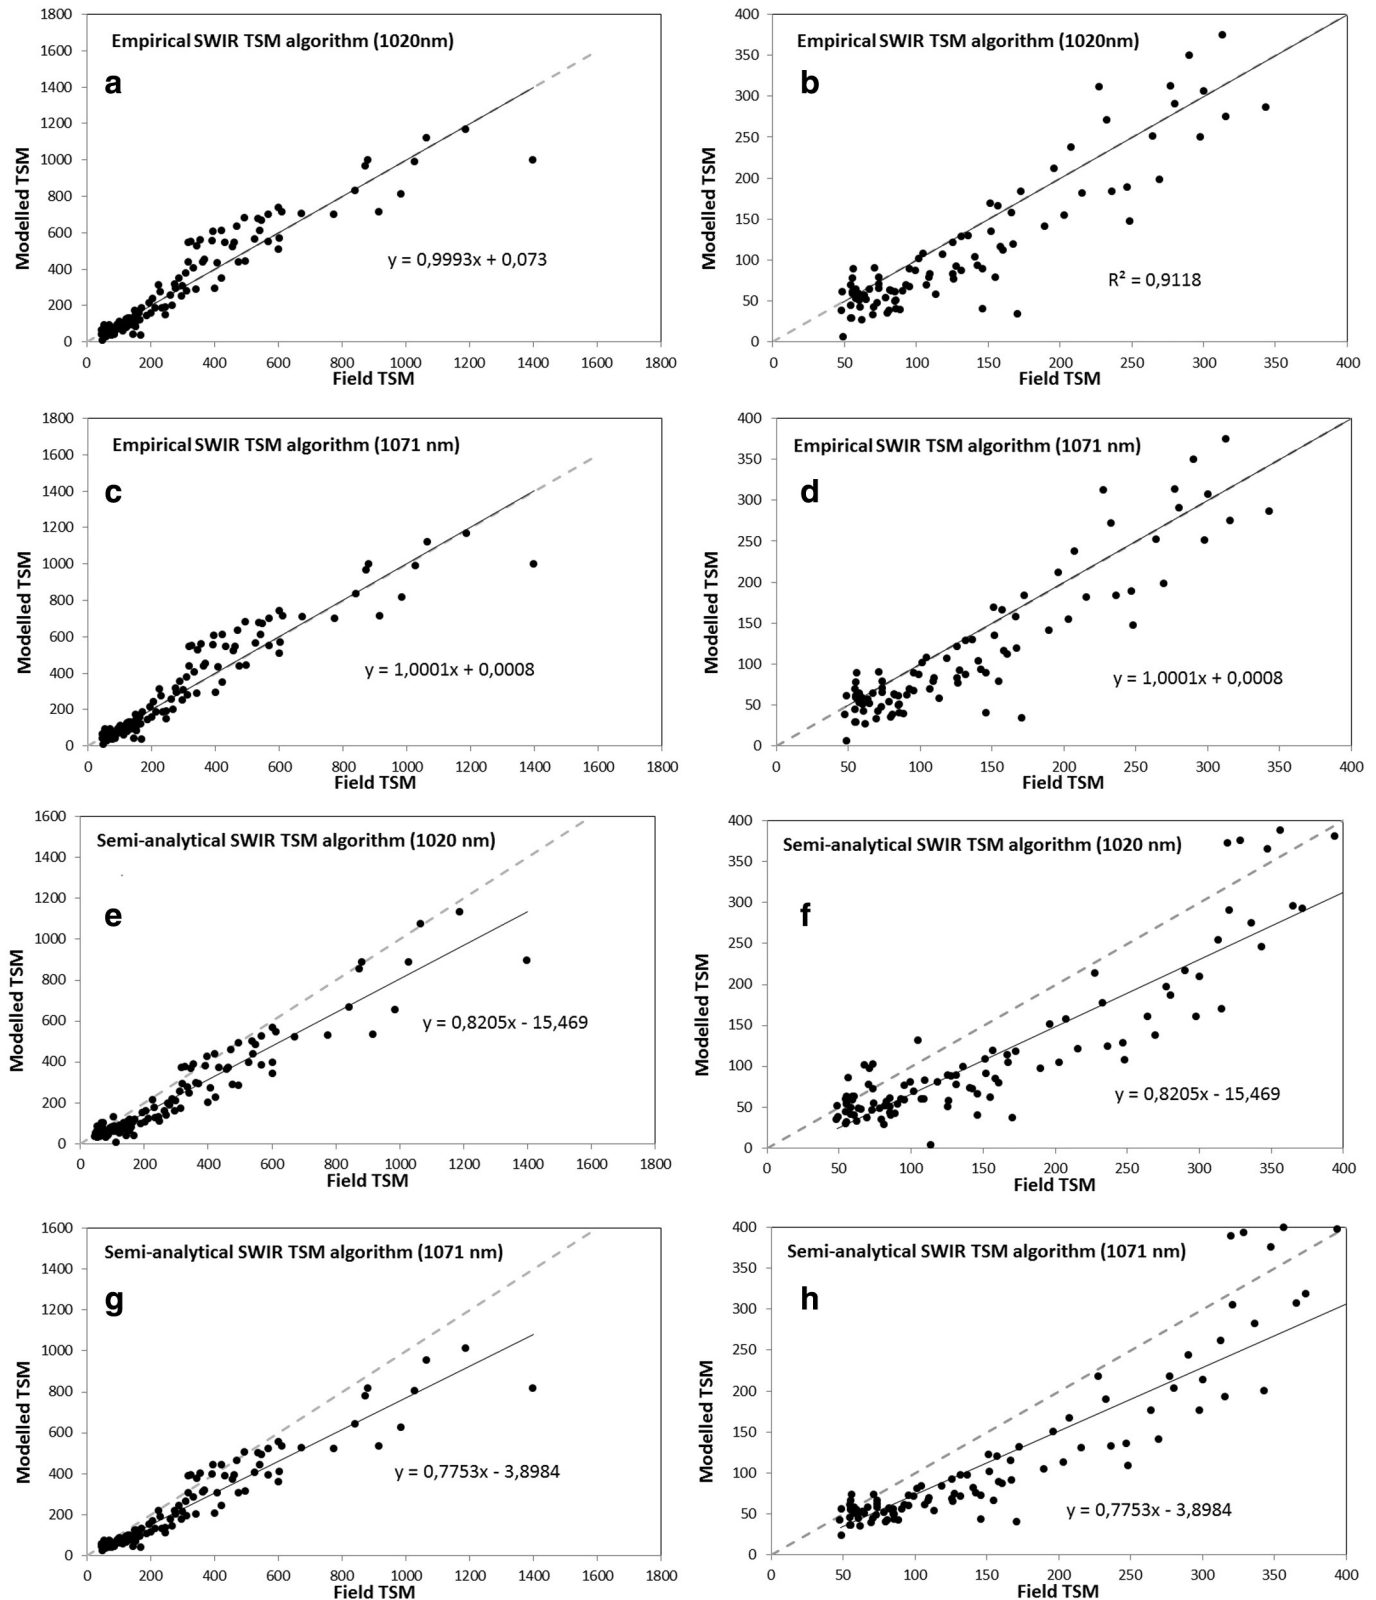 Empirical SWIR TSM algorithm (1020nm)
a
Modelled TSM
1800
1600
1400
1200
1000
800
600
400
200
0
y = 0,9993x + 0,073
0 200 400 600 800 1000 1200 1400 1600 1800
Field TSM
Empirical SWIR TSM algorithm (1020nm)
b
Modelled TSM
400
350
300
250
200
150
100
50
0
R² = 0,9118
0 50 100 150 200 250 300 350 400
Field TSM
Empirical SWIR TSM algorithm (1071 nm)
c
Modelled TSM
1800
1600
1400
1200
1000
800
600
400
200
0
y = 1,0001x + 0,0008
0 200 400 600 800 1000 1200 1400 1600 1800
Field TSM
Empirical SWIR TSM algorithm (1071 nm)
d
Modelled TSM
400
350
300
250
200
150
100
50
0
y = 1,0001x + 0,0008
0 50 100 150 200 250 300 350 400
Field TSM
Semi-analytical SWIR TSM algorithm (1020 nm)
e
Modelled TSM
1600
1400
1200
1000
800
600
400
200
0
y = 0,8205x - 15,469
0 200 400 600 800 1000 1200 1400 1600 1800
Field TSM
Semi-analytical SWIR TSM algorithm (1020 nm)
f
Modelled TSM
400
350
300
250
200
150
100
50
0
y = 0,8205x - 15,469
0 50 100 150 200 250 300 350 400
Field TSM
Semi-analytical SWIR TSM algorithm (1071 nm)
g
Modelled TSM
1600
1400
1200
1000
800
600
400
200
0
y = 0,7753x - 3,8984
0 200 400 600 800 1000 1200 1400 1600 1800
Field TSM
Semi-analytical SWIR TSM algorithm (1071 nm)
h
Modelled TSM
400
350
300
250
200
150
100
50
0
y = 0,7753x - 3,8984
0 50 100 150 200 250 300 350 400
Field TSM